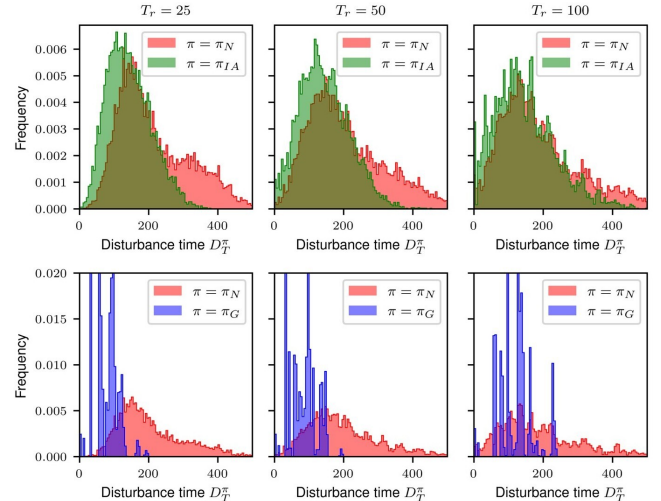 T_r = 25 T_r = 50 T_r = 100
Frequency
0.006
0.005
0.004
0.003
0.002
0.001
0.000
π = π_N
π = π_IA
π = π_N
π = π_IA
π = π_N
π = π_IA
0 200 400 0 200 400 0 200 400
Disturbance time D_T^π Disturbance time D_T^π Disturbance time D_T^π
Frequency
0.020
0.015
0.010
0.005
0.000
π = π_N
π = π_G
π = π_N
π = π_G
π = π_N
π = π_G
0 200 400 0 200 400 0 200 400
Disturbance time D_T^π Disturbance time D_T^π Disturbance time D_T^π